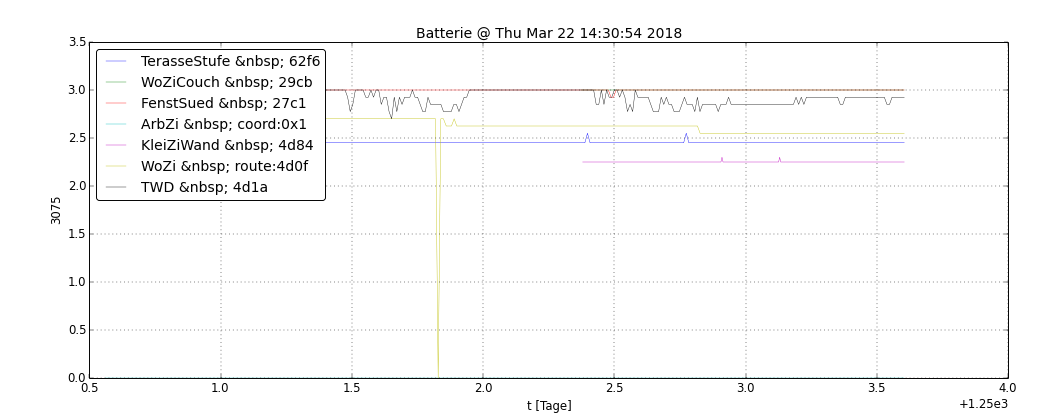 Batterie @ Thu Mar 22 14:30:54 2018
3.5
TerasseStufe &nbsp; 62f6
WoZiCouch &nbsp; 29cb
FenstSued &nbsp; 27c1
ArbZi &nbsp; coord:0x1
KleiZiWand &nbsp; 4d84
WoZi &nbsp; route:4d0f
TWD &nbsp; 4d1a
3.0
2.5
2.0
1.5
1.0
0.5
0.0
3075
0.5 1.0 1.5 2.0 2.5 3.0 3.5 4.0
t [Tage]
+1.25e3